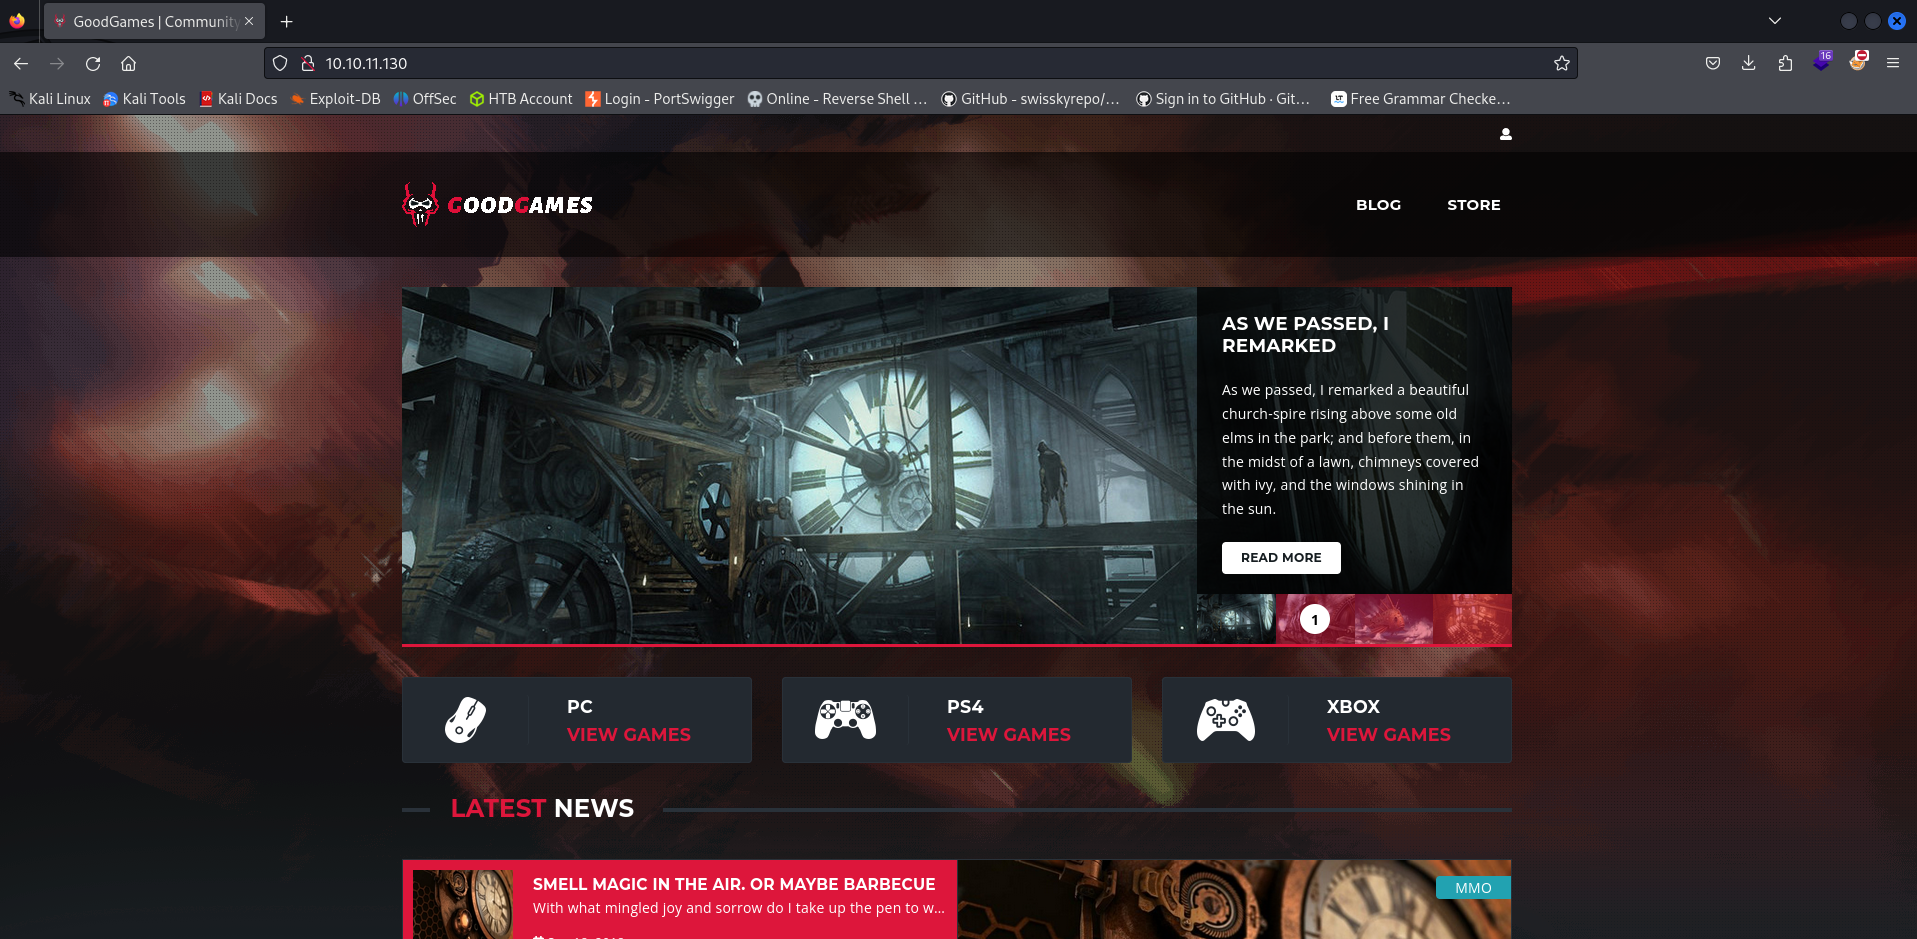 GoodGames | Community
10.10.11.130
16
Kali Linux
Kali Tools
Kali Docs
Exploit-DB
OffSec
HTB Account
Login - PortSwigger
Online - Reverse Shell ...
GitHub - swisskyrepo/...
Sign in to GitHub · Git...
Free Grammar Checke...
GOODGAMES
BLOG
STORE
AS WE PASSED, I
REMARKED
As we passed, I remarked a beautiful
church-spire rising above some old
elms in the park; and before them, in
the midst of a lawn, chimneys covered
with ivy, and the windows shining in
the sun.
READ MORE
1
PC
VIEW GAMES
PS4
VIEW GAMES
XBOX
VIEW GAMES
LATEST NEWS
SMELL MAGIC IN THE AIR. OR MAYBE BARBECUE
With what mingled joy and sorrow do I take up the pen to w...
MMO